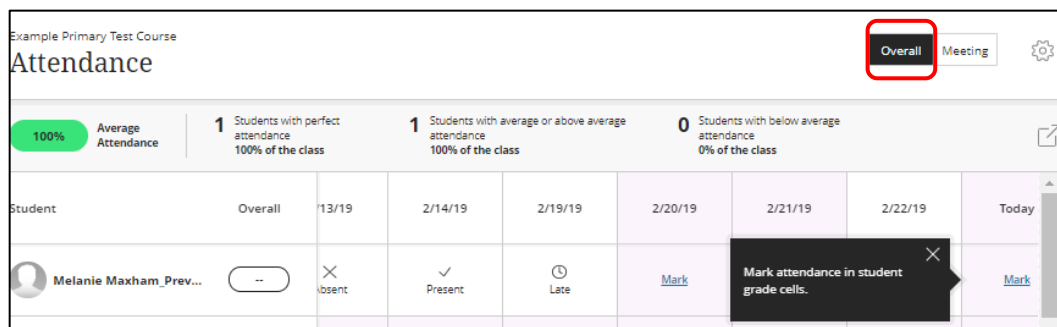 Example Primary Test Course
Attendance
Overall Meeting
100% Average Attendance
1 Students with perfect attendance 100% of the class
1 Students with average or above average attendance 100% of the class
0 Students with below average attendance 0% of the class
Student Overall /13/19 2/14/19 2/19/19 2/20/19 2/21/19 2/22/19 Today
Melanie Maxham_Prev... -- Absent Present Late Mark Mark
Mark attendance in student
grade cells.